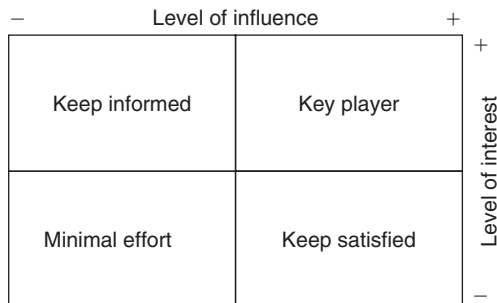 − Level of influence +
Keep informed Key player +
Level of interest
Minimal effort Keep satisfied
−